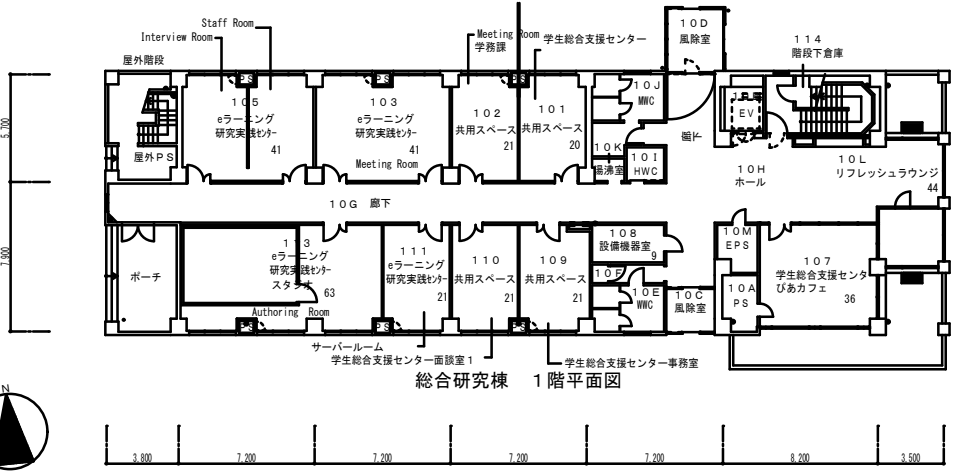 Staff Room
Interview Room
屋外階段
Meeting Room
学務課
学生総合支援センター
10D
風除室
114
階段下倉庫
PS
PS
PS
105
eラーニング
研究実践センター
41
103
eラーニング
研究実践センター
41
Meeting Room
102
共用スペース
21
101
共用スペース
20
10J
MWC
EV
廊下
屋外PS
10K
湯沸室
10I
HWC
10H
ホール
10L
リフレッシュラウンジ
44
10G 廊下
5,700
7,900
ポーチ
113
eラーニング
研究実践センター
スタジオ
63
Authoring Room
111
eラーニング
研究実践センター
21
110
共用スペース
21
109
共用スペース
21
108
設備機器室
9
10F
10E
WWC
10C
風除室
10M
EPS
10A
PS
107
学生総合支援センタ
ぴあカフェ
36
PS
PS
PS
サーバールーム
学生総合支援センター面談室1
学生総合支援センター事務室
総合研究棟 1階平面図
N
3,800
7,200
7,200
7,200
7,200
8,200
3,500